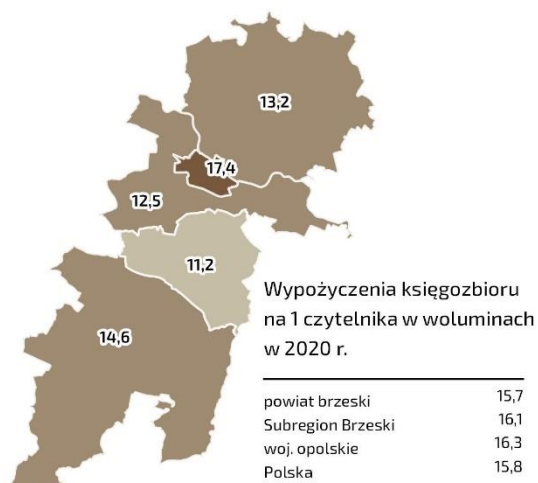 13,2
17,4
12,5
11,2
14,6
Wypożyczenia księgozbioru
na 1 czytelnika w woluminach
w 2020 r.
powiat brzeski 15,7
Subregion Brzeski 16,1
woj. opolskie 16,3
Polska 15,8